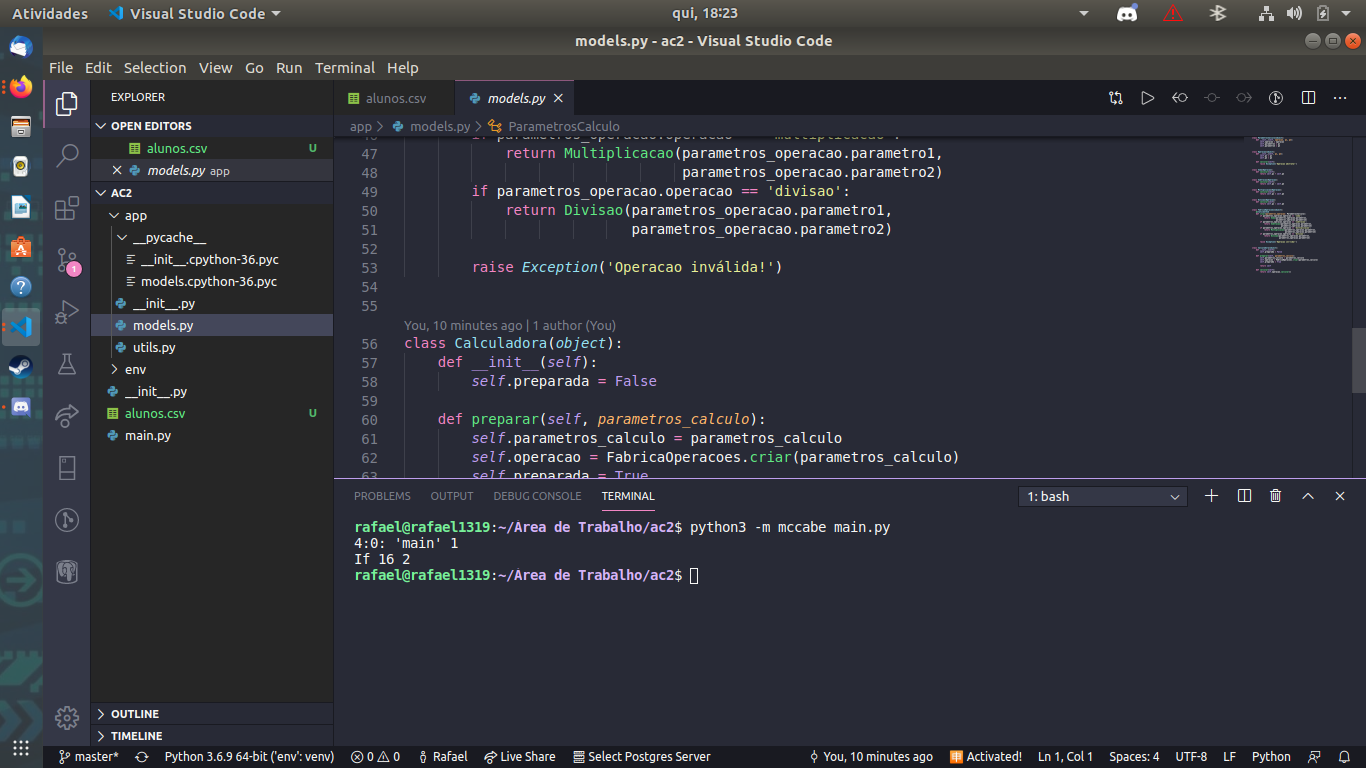 Atividades Visual Studio Code qui, 18:23
models.py - ac2 - Visual Studio Code
File Edit Selection View Go Run Terminal Help
EXPLORER
OPEN EDITORS
alunos.csv U
models.py app
AC2
app
__pycache__
__init__.cpython-36.pyc
models.cpython-36.pyc
__init__.py
models.py
utils.py
env
__init__.py
alunos.csv U
main.py
OUTLINE
TIMELINE
1
alunos.csv models.py
app > models.py > ParametrosCalculo
46 if parametros_operacao.operacao == 'multiplicacao':
47 return Multiplicacao(parametros_operacao.parametro1,
48 parametros_operacao.parametro2)
49 if parametros_operacao.operacao == 'divisao':
50 return Divisao(parametros_operacao.parametro1,
51 parametros_operacao.parametro2)
52
53 raise Exception('Operacao inválida!')
54
55
You, 10 minutes ago | 1 author (You)
56 class Calculadora(object):
57 def __init__(self):
58 self.preparada = False
59
60 def preparar(self, parametros_calculo):
61 self.parametros_calculo = parametros_calculo
62 self.operacao = FabricaOperacoes.criar(parametros_calculo)
63 self.preparada = True
PROBLEMS OUTPUT DEBUG CONSOLE TERMINAL 1: bash
rafael@rafael1319:~/Área de Trabalho/ac2$ python3 -m mccabe main.py
4:0: 'main' 1
If 16 2
rafael@rafael1319:~/Área de Trabalho/ac2$
master* Python 3.6.9 64-bit ('env': venv) 0 0 Rafael Live Share Select Postgres Server You, 10 minutes ago Activated! Ln 1, Col 1 Spaces: 4 UTF-8 LF Python